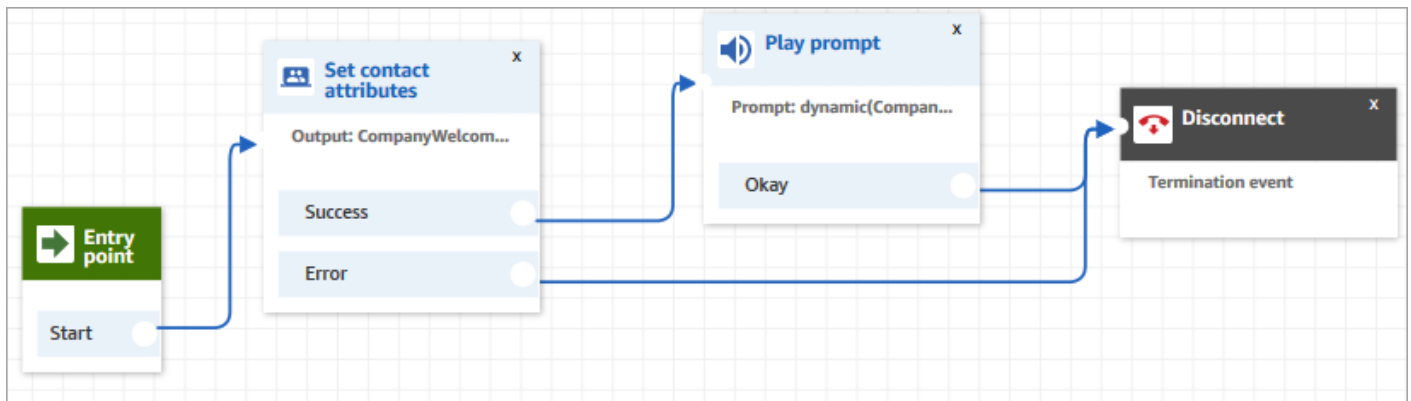 Entry
point
Start
Set contact
attributes
x
Output: CompanyWelcom...
Success
Error
Play prompt
x
Prompt: dynamic(Compan...
Okay
Disconnect
x
Termination event